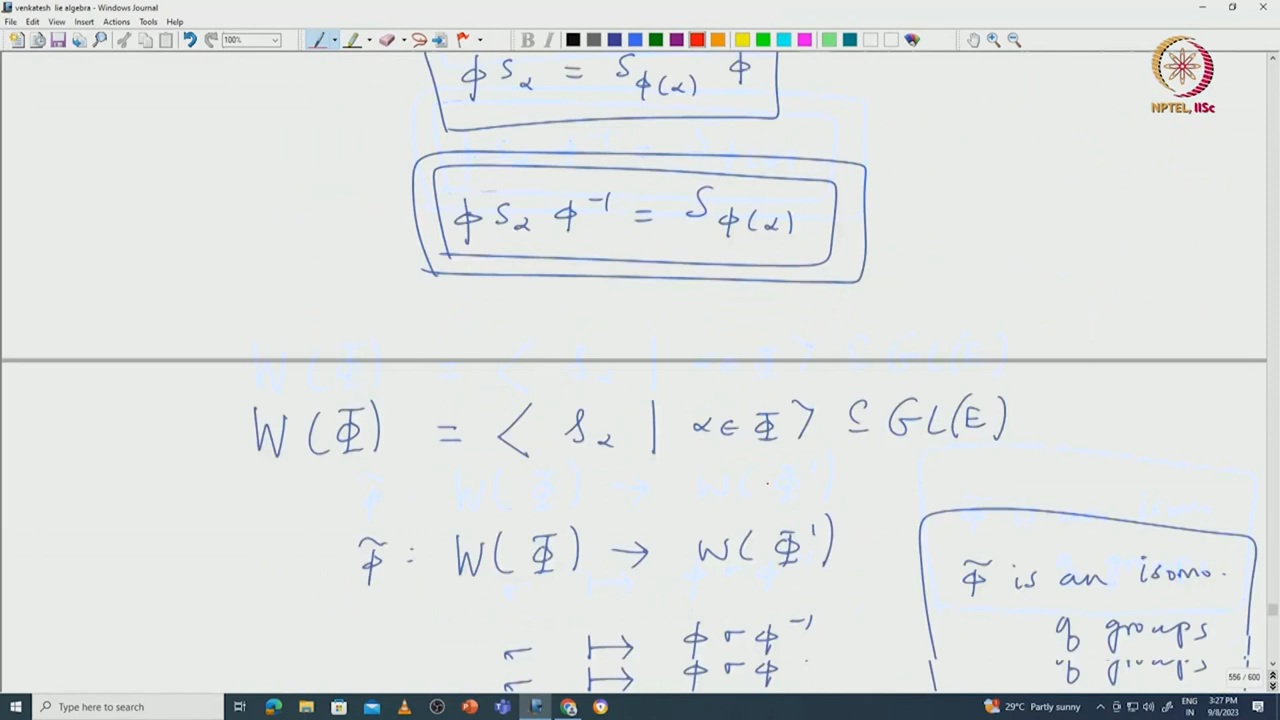 venkatesh lie algebra - Windows Journal
File Edit View Insert Actions Tools Help
100%
B I
NPTEL, IISc
ϕ s_α = S_ϕ(α) ϕ
ϕ s_α ϕ^-1 = S_ϕ(α)
W(Φ) = < s_α | α ∈ Φ > ⊆ GL(E)
ϕ̃ : W(Φ) → W(Φ')
ϕ̃ is an isomo.
of groups
σ ↦ ϕ σ ϕ^-1
556 / 600
Type here to search
29°C Partly sunny
ENG
IN
3:27 PM
9/8/2023